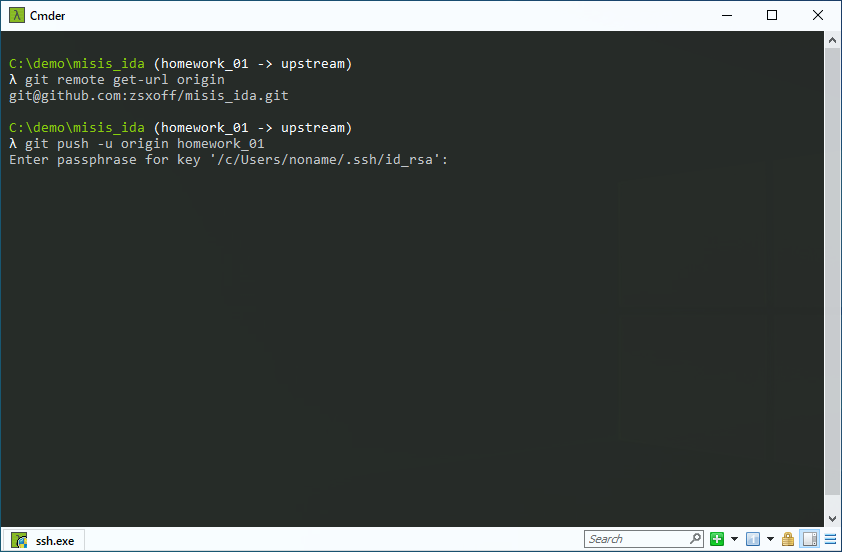 Cmder
C:\demo\misis_ida (homework_01 -> upstream)
λ git remote get-url origin
git@github.com:zsxoff/misis_ida.git
C:\demo\misis_ida (homework_01 -> upstream)
λ git push -u origin homework_01
Enter passphrase for key '/c/Users/noname/.ssh/id_rsa':
ssh.exe
Search